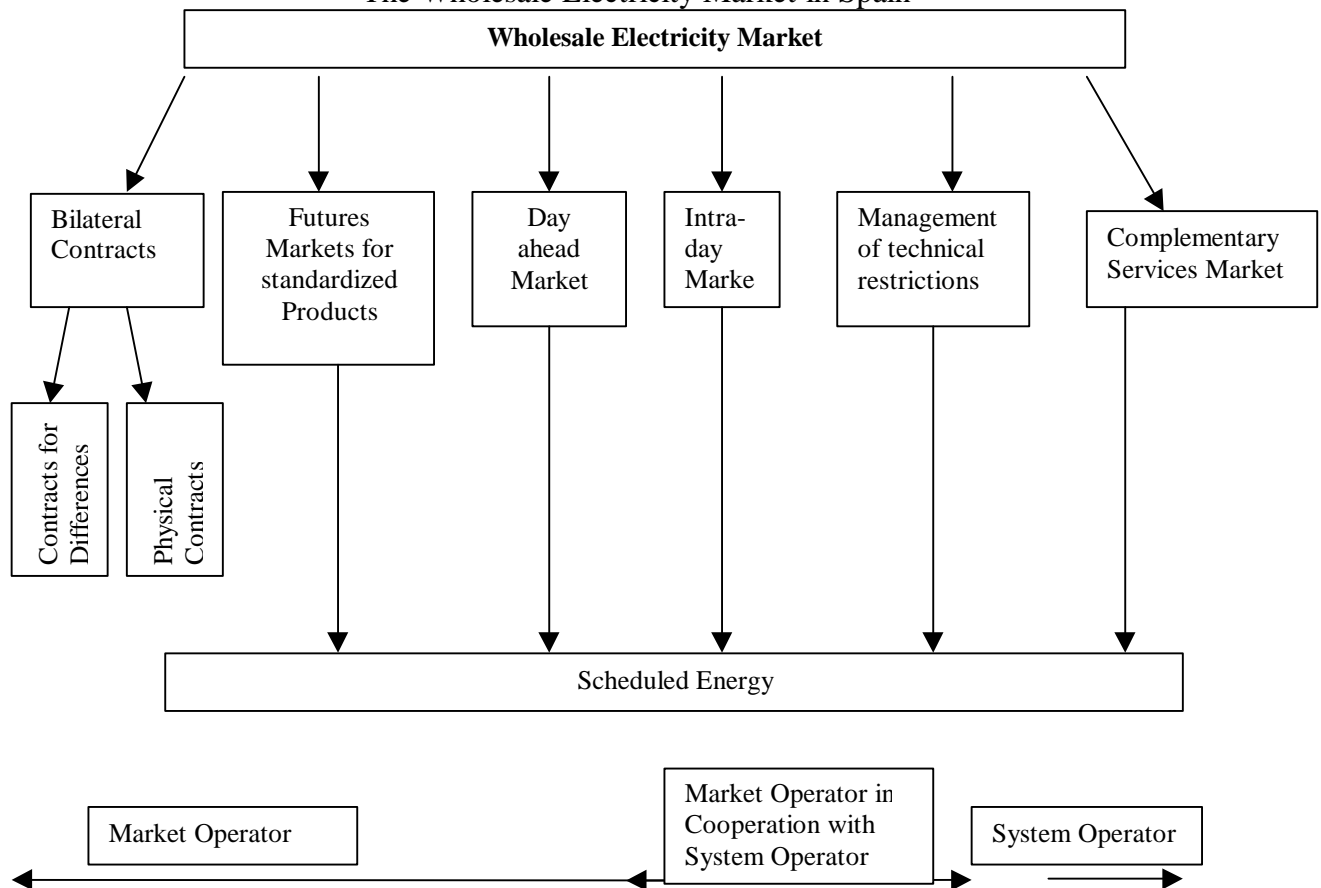 The Wholesale Electricity Market in Spain
Wholesale Electricity Market
Bilateral
Contracts
Futures
Markets for
standardized
Products
Day
ahead
Market
Intra-
day
Marke
Management
of technical
restrictions
Complementary
Services Market
Contracts for
Differences
Physical
Contracts
Scheduled Energy
Market Operator
Market Operator in
Cooperation with
System Operator
System Operator